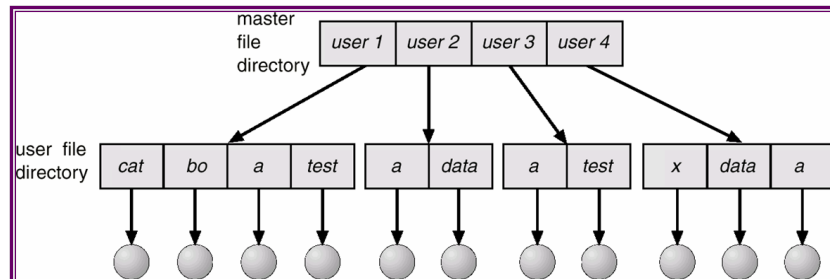 master
file
directory
user 1 user 2 user 3 user 4
user file
directory
cat bo a test a data a test x data a